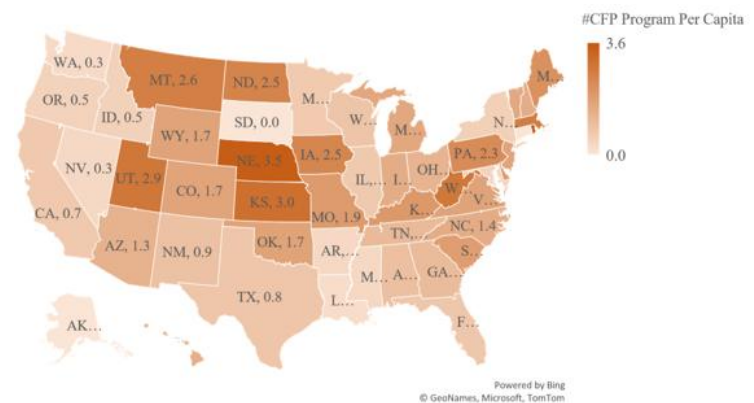 #CFP Program Per Capita
3.6
0.0
WA, 0.3
MT, 2.6
ND, 2.5
M...
OR, 0.5
ID, 0.5
SD, 0.0
W...
M...
N...
M...
WY, 1.7
NE, 3.5
IA, 2.5
PA, 2.3
NV, 0.3
UT, 2.9
CO, 1.7
KS, 3.0
MO, 1.9
IL,...
I...
OH...
W...
V...
CA, 0.7
K...
AZ, 1.3
NM, 0.9
OK, 1.7
AR,...
TN,...
NC, 1.4
S...
TX, 0.8
L...
M...
A...
GA...
F...
AK...
Powered by Bing
© GeoNames, Microsoft, TomTom